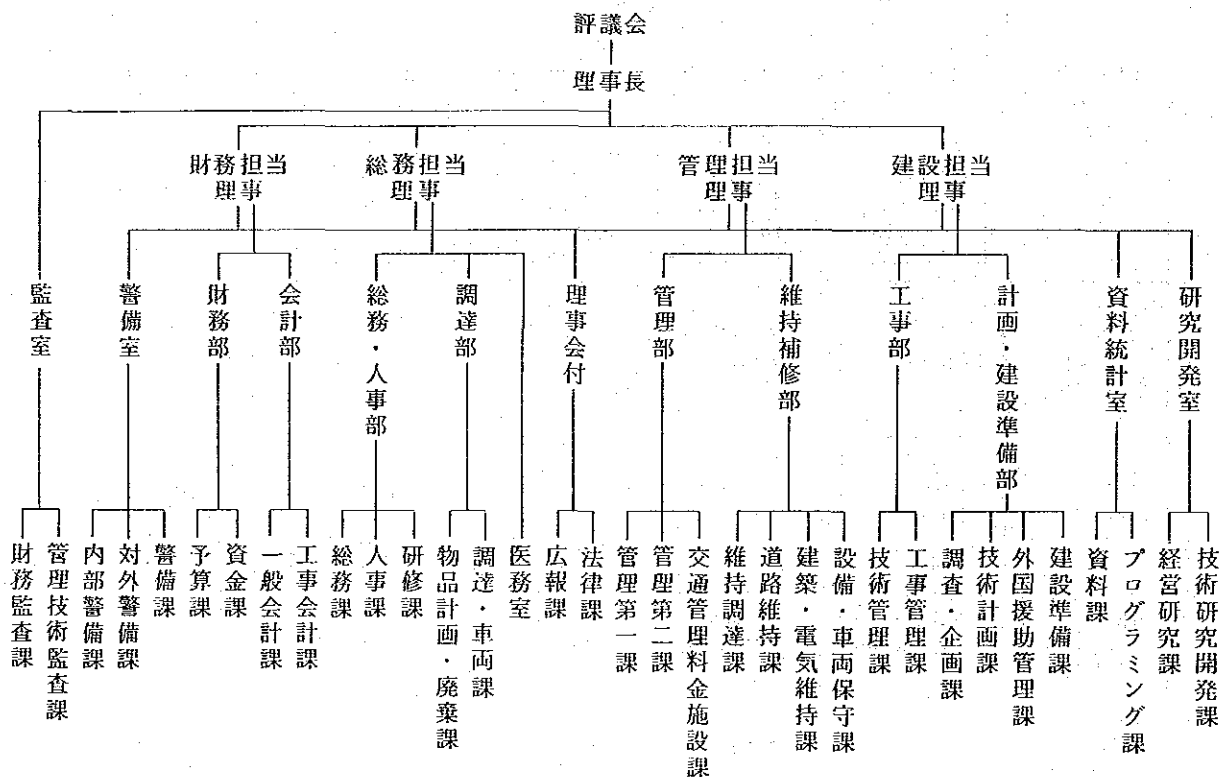 評議会
理事長
財務担当
理事
総務担当
理事
管理担当
理事
建設担当
理事
監査室
警備室
財務部
会計部
総務・人事部
調達部
理事会付
管理部
維持補修部
工事部
計画・建設準備部
資料統計室
研究開発室
財務監査課
管理技術監査課
内部警備課
対外警備課
警備課
予算課
資金課
一般会計課
工事会計課
総務課
人事課
研修課
物品計画・廃棄課
調達・車両課
医務室
広報課
法律課
管理第一課
管理第二課
交通管理料金施設課
維持調達課
道路維持課
建築・電気維持課
設備・車両保守課
技術管理課
工事管理課
調査・企画課
技術計画課
外国援助管理課
建設準備課
資料課
プログラミング課
経営研究課
技術研究開発課